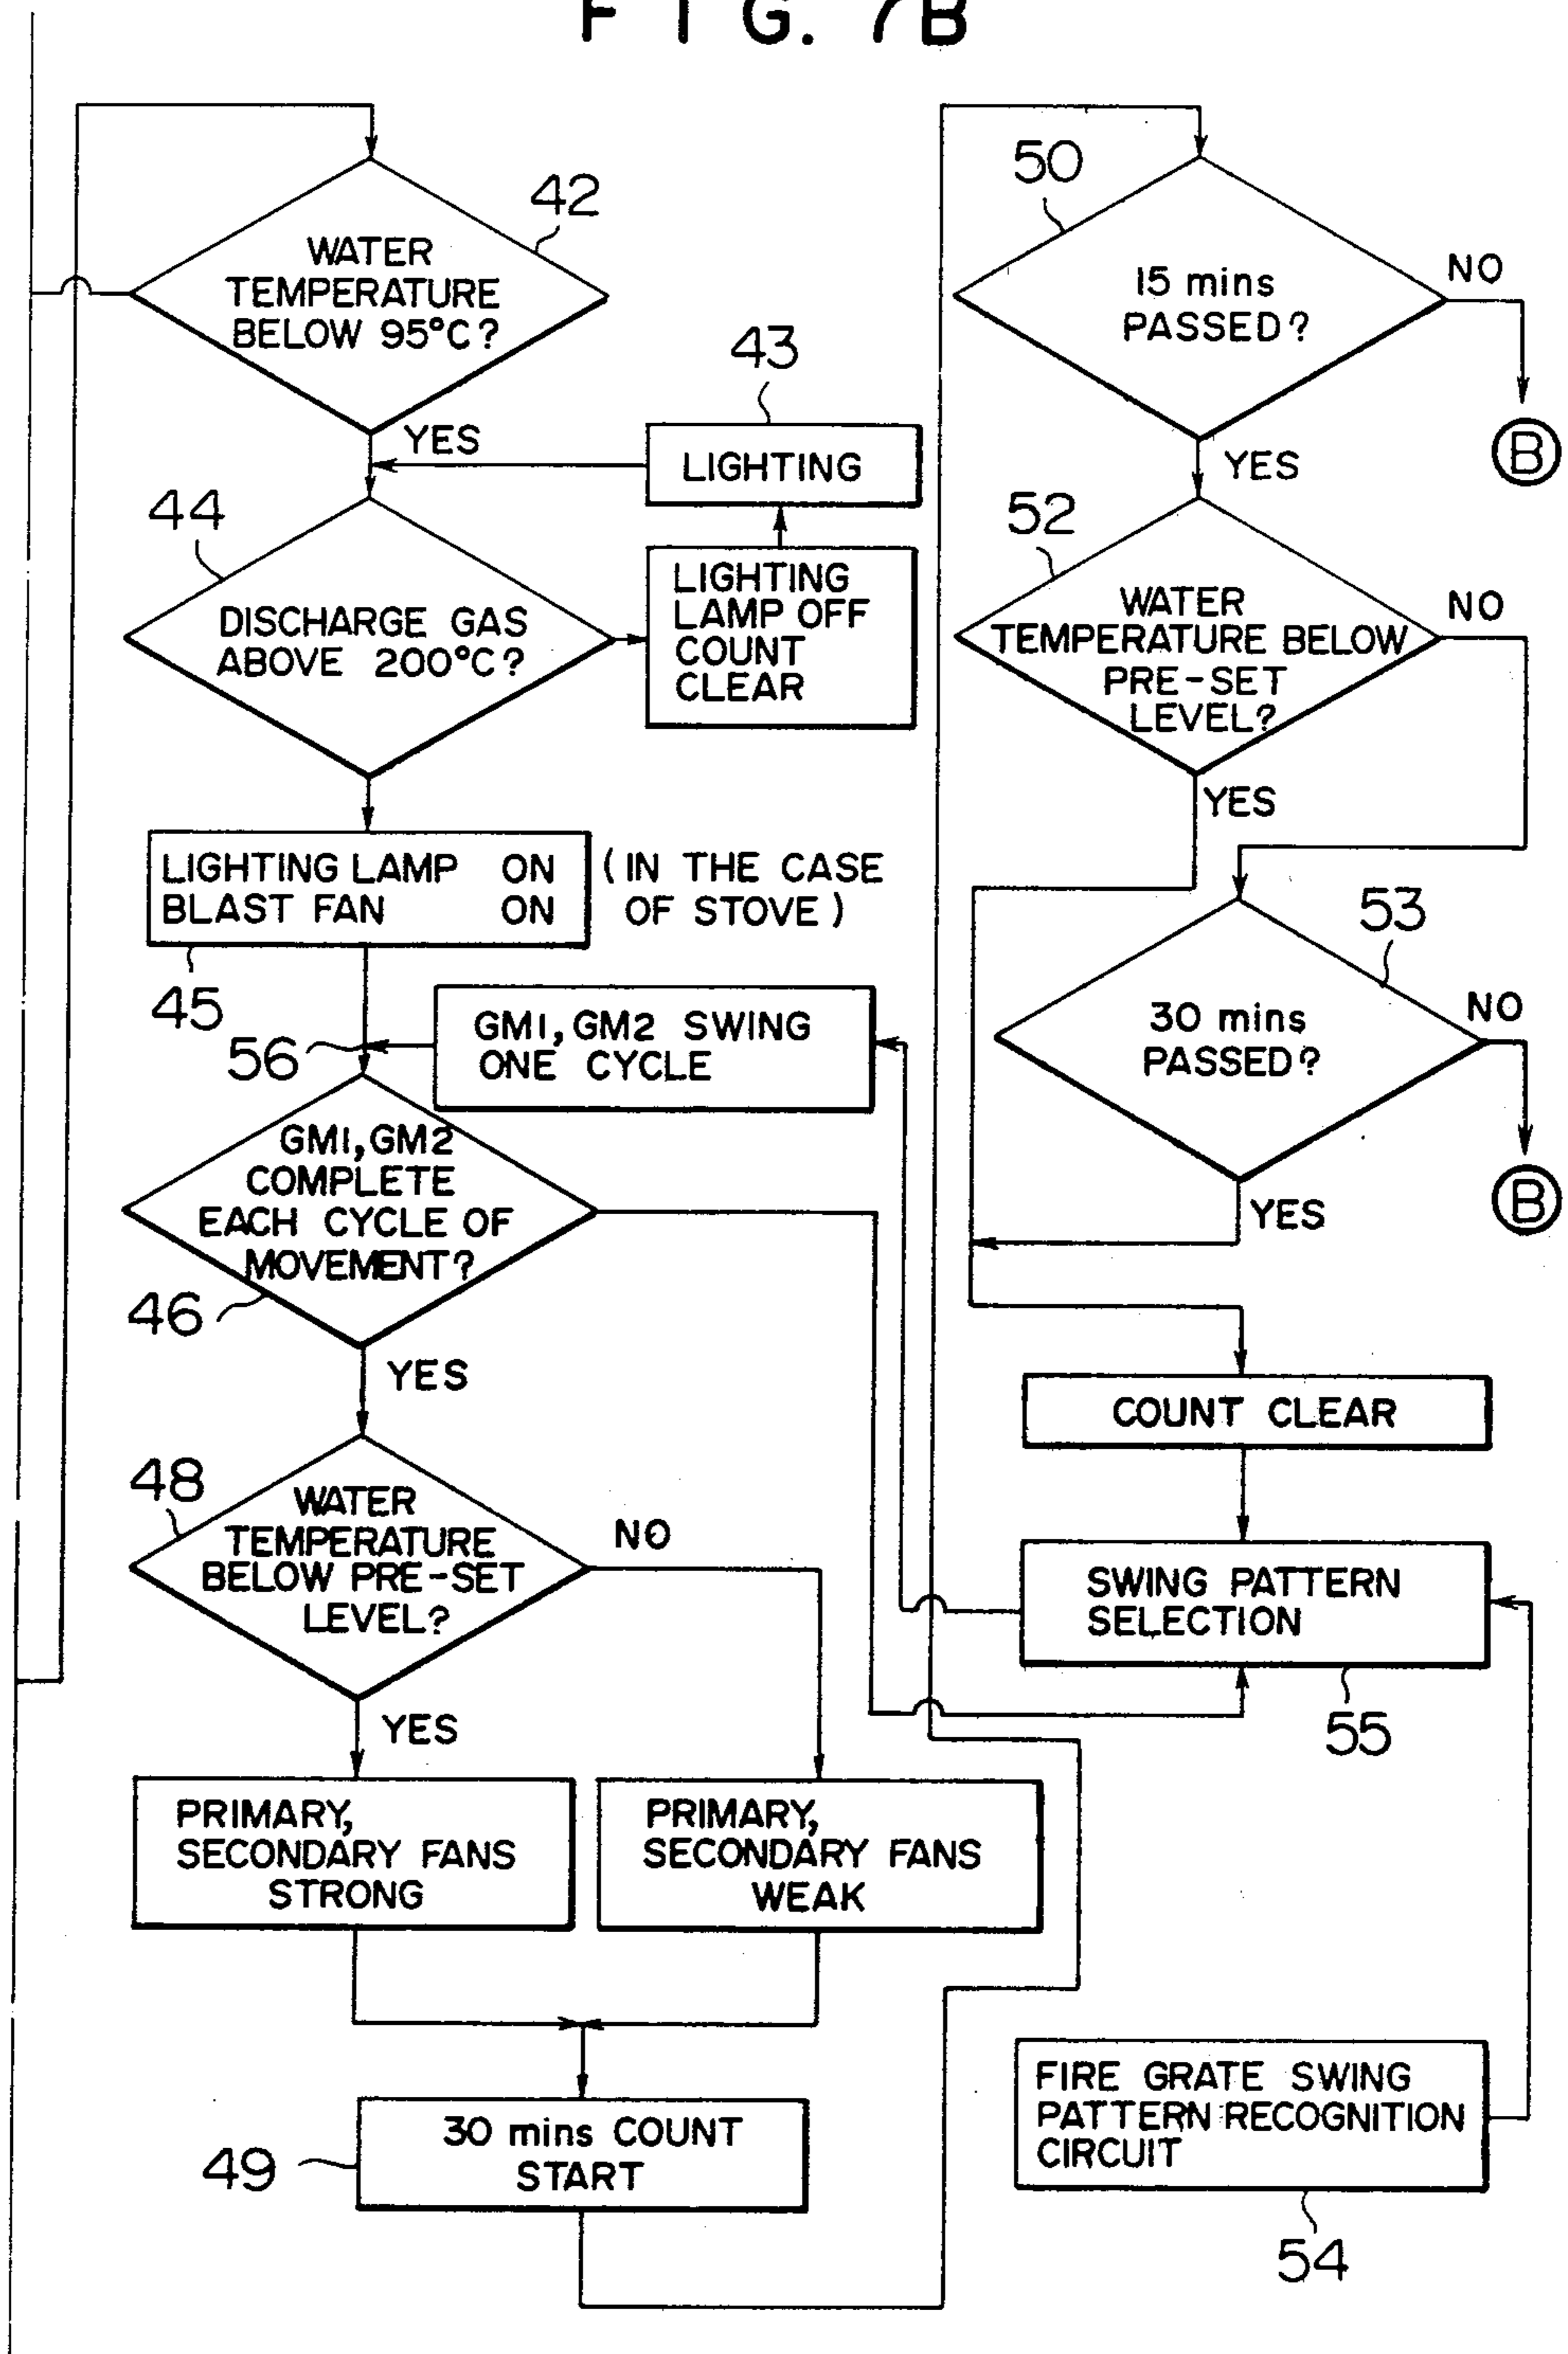 FIG. 7B
42
WATER
TEMPERATURE
BELOW 95°C?
YES
43
LIGHTING
44
DISCHARGE GAS
ABOVE 200°C?
LIGHTING
LAMP OFF
COUNT
CLEAR
LIGHTING LAMP ON
BLAST FAN ON
(IN THE CASE
OF STOVE)
45
56
GM1, GM2 SWING
ONE CYCLE
GM1, GM2
COMPLETE
EACH CYCLE OF
MOVEMENT?
46
YES
48
WATER
TEMPERATURE
BELOW PRE-SET
LEVEL?
NO
YES
PRIMARY,
SECONDARY FANS
STRONG
PRIMARY,
SECONDARY FANS
WEAK
30 mins COUNT
START
49
50
15 mins
PASSED?
NO
B
YES
52
WATER
TEMPERATURE BELOW
PRE-SET
LEVEL?
NO
YES
53
30 mins
PASSED?
NO
B
YES
COUNT CLEAR
SWING PATTERN
SELECTION
55
FIRE GRATE SWING
PATTERN RECOGNITION
CIRCUIT
54